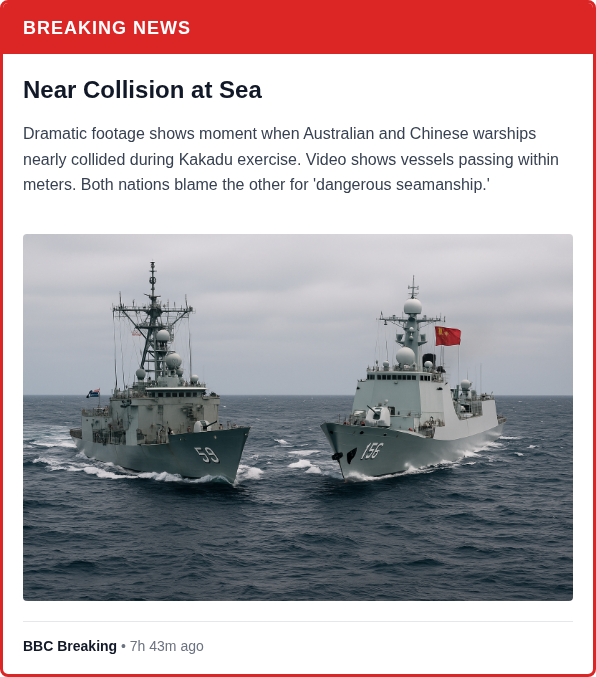 BREAKING NEWS
Near Collision at Sea
Dramatic footage shows moment when Australian and Chinese warships
nearly collided during Kakadu exercise. Video shows vessels passing within
meters. Both nations blame the other for 'dangerous seamanship.'
59
156
BBC Breaking • 7h 43m ago